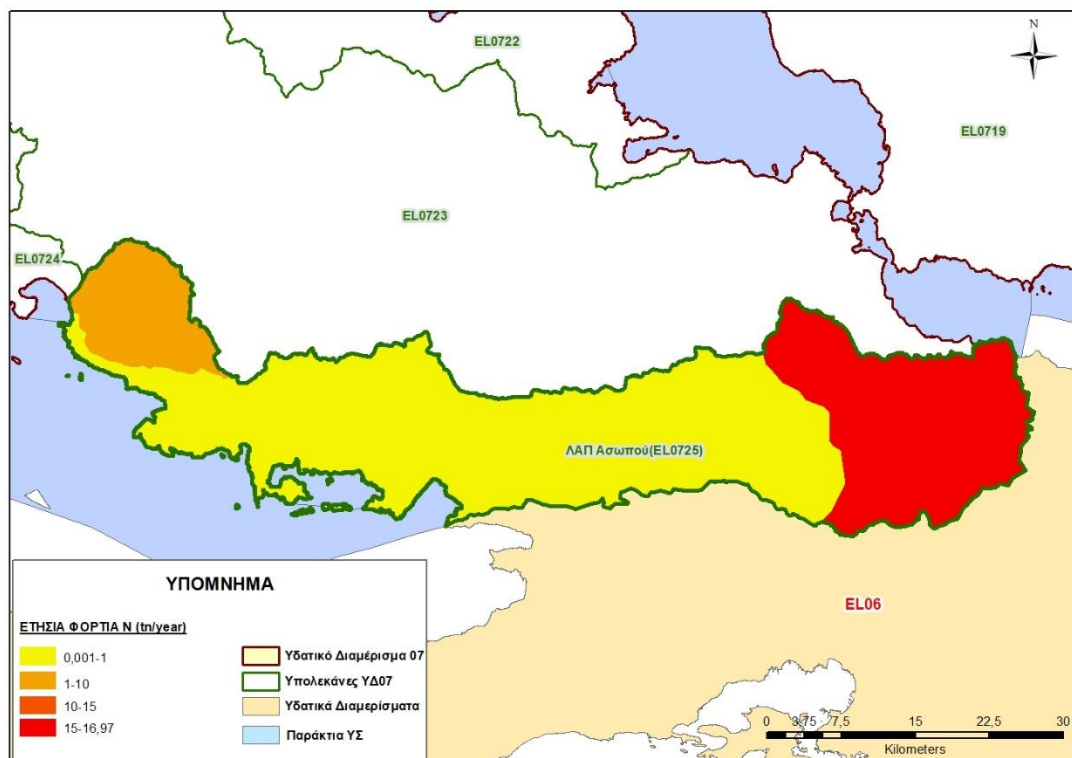 N
EL0722
EL0719
EL0723
EL0724
ΛΑΠ Ασωπού(EL0725)
EL06
ΥΠΟΜΝΗΜΑ
ΕΤΗΣΙΑ ΦΟΡΤΙΑ Ν (tn/year)
0,001-1
1-10
10-15
15-16,97
Υδατικό Διαμέρισμα 07
Υπολεκάνες ΥΔ07
Υδατικά Διαμερίσματα
Παράκτια ΥΣ
0 3,75 7,5 15 22,5 30
Kilometers